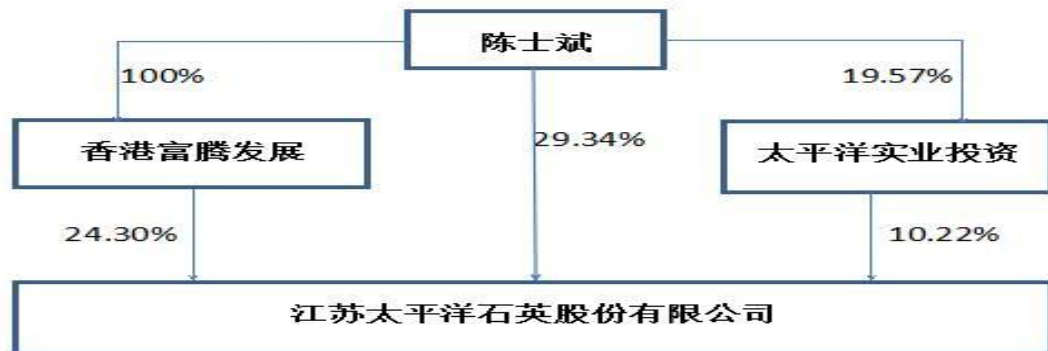 陈士斌
100%
19.57%
香港富腾发展
29.34%
太平洋实业投资
24.30%
10.22%
江苏太平洋石英股份有限公司